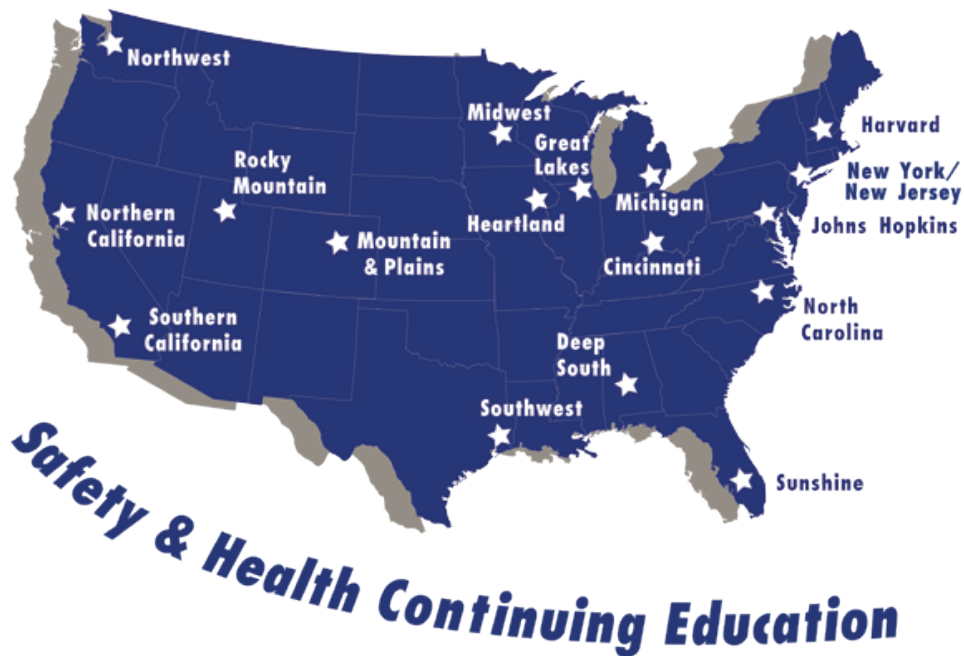 Northwest
Midwest
Great
Lakes
Harvard
Rocky
Mountain
New York/
New Jersey
Michigan
Northern
California
Heartland
Johns Hopkins
Mountain
& Plains
Cincinnati
Southern
California
North
Carolina
Deep
South
Southwest
Sunshine
Safety & Health Continuing Education